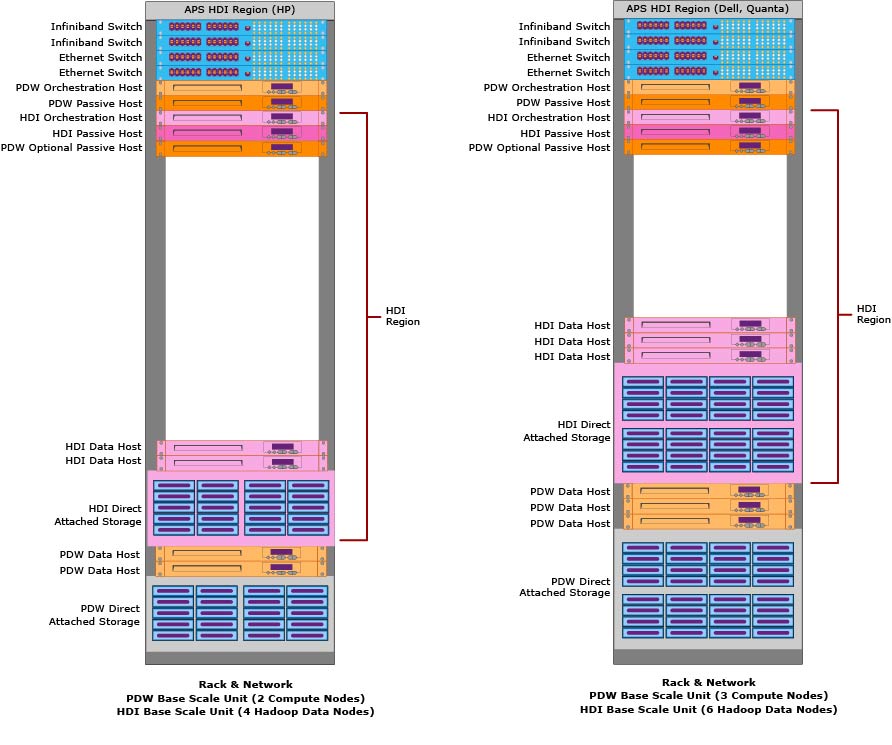 APS HDI Region (HP)
Infiniband Switch
Infiniband Switch
Ethernet Switch
Ethernet Switch
PDW Orchestration Host
PDW Passive Host
HDI Orchestration Host
HDI Passive Host
PDW Optional Passive Host
HDI
Region
HDI Data Host
HDI Data Host
HDI Direct
Attached Storage
PDW Data Host
PDW Data Host
PDW Direct
Attached Storage
Rack & Network
PDW Base Scale Unit (2 Compute Nodes)
HDI Base Scale Unit (4 Hadoop Data Nodes)
APS HDI Region (Dell, Quanta)
Infiniband Switch
Infiniband Switch
Ethernet Switch
Ethernet Switch
PDW Orchestration Host
PDW Passive Host
HDI Orchestration Host
HDI Passive Host
PDW Optional Passive Host
HDI
Region
HDI Data Host
HDI Data Host
HDI Data Host
HDI Direct
Attached Storage
PDW Data Host
PDW Data Host
PDW Data Host
PDW Direct
Attached Storage
Rack & Network
PDW Base Scale Unit (3 Compute Nodes)
HDI Base Scale Unit (6 Hadoop Data Nodes)